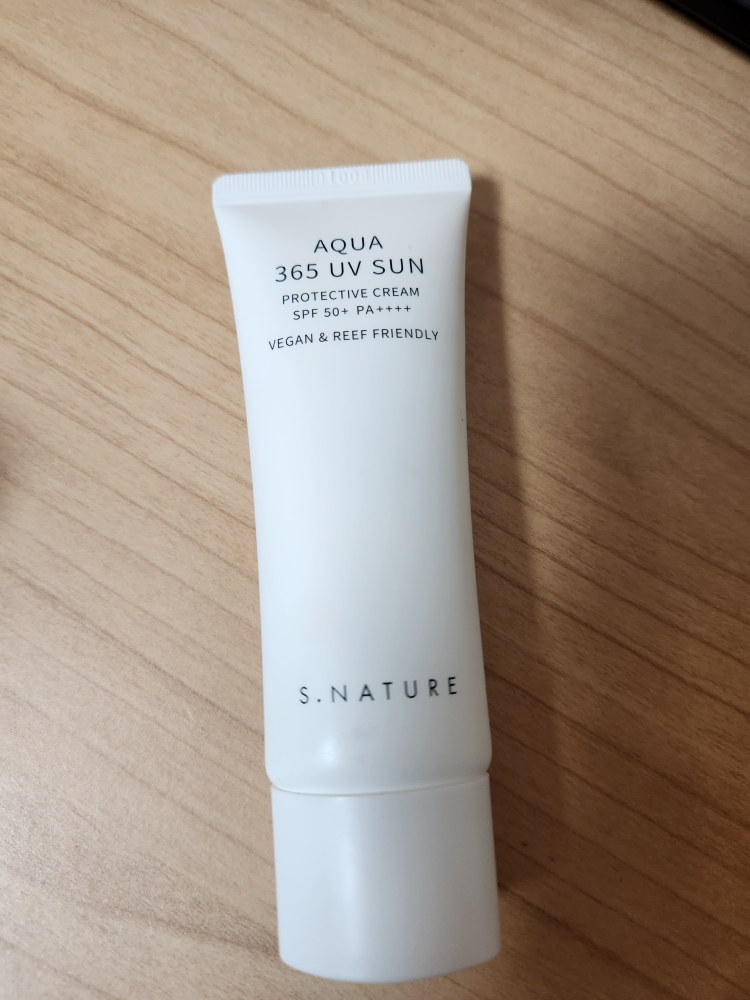 AQUA
365 UV SUN
PROTECTIVE CREAM
SPF 50+ PA++++
VEGAN & REEF FRIENDLY
S.NATURE